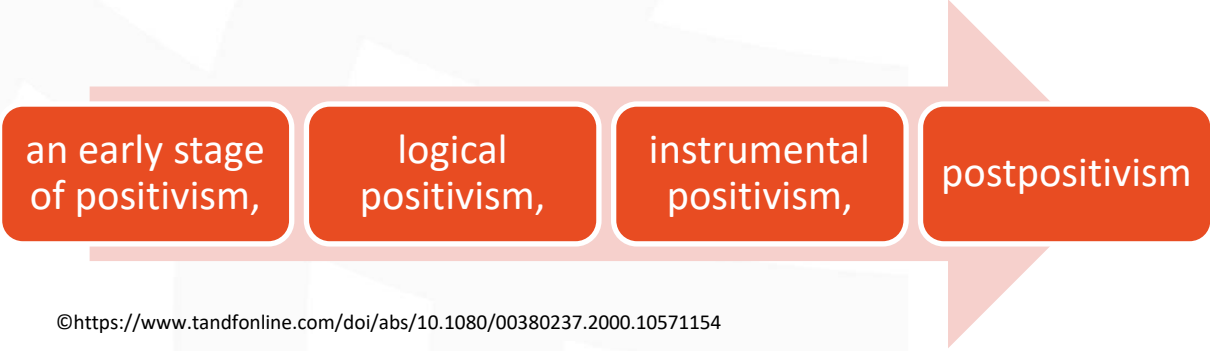 an early stage
of positivism,
logical
positivism,
instrumental
positivism,
postpositivism
©https://www.tandfonline.com/doi/abs/10.1080/00380237.2000.10571154